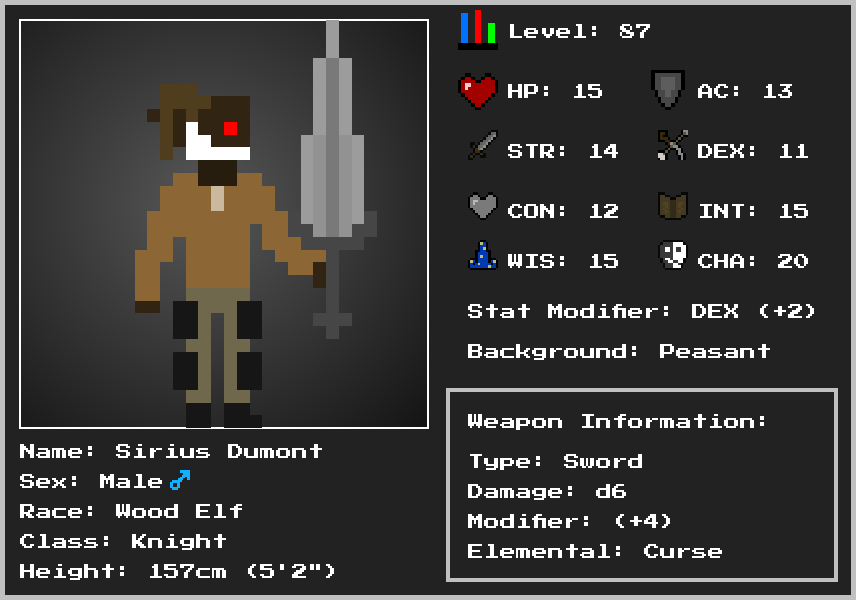 Level: 87
HP: 15
AC: 13
STR: 14
DEX: 11
CON: 12
INT: 15
WIS: 15
CHA: 20
Stat Modifier: DEX (+2)
Background: Peasant
Weapon Information:
Type: Sword
Damage: d6
Modifier: (+4)
Elemental: Curse
Name: Sirius Dumont
Sex: Male ♂
Race: Wood Elf
Class: Knight
Height: 157cm (5'2")